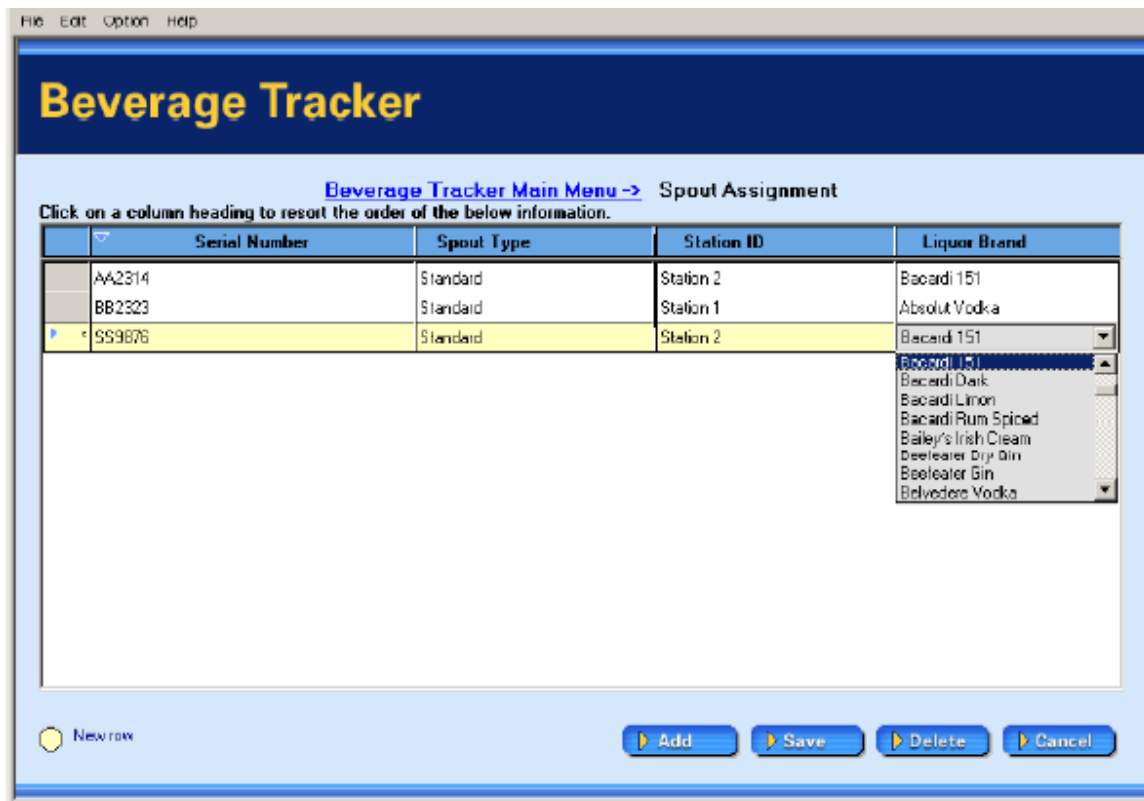 File Edit Option Help
Beverage Tracker
Beverage Tracker Main Menu -> Spout Assignment
Click on a column heading to resort the order of the below information.
Serial Number Spout Type Station ID Liquor Brand
AA2314 Standard Station 2 Bacardi 151
BB2323 Standard Station 1 Absolut Vodka
SS9876 Standard Station 2 Bacardi 151
Bacardi 151
Bacardi Dark
Bacardi Limon
Bacardi Rum Spiced
Bailey's Irish Cream
Beefeater Dry Gin
Beefeater Gin
Belvedere Vodka
New row
Add Save Delete Cancel